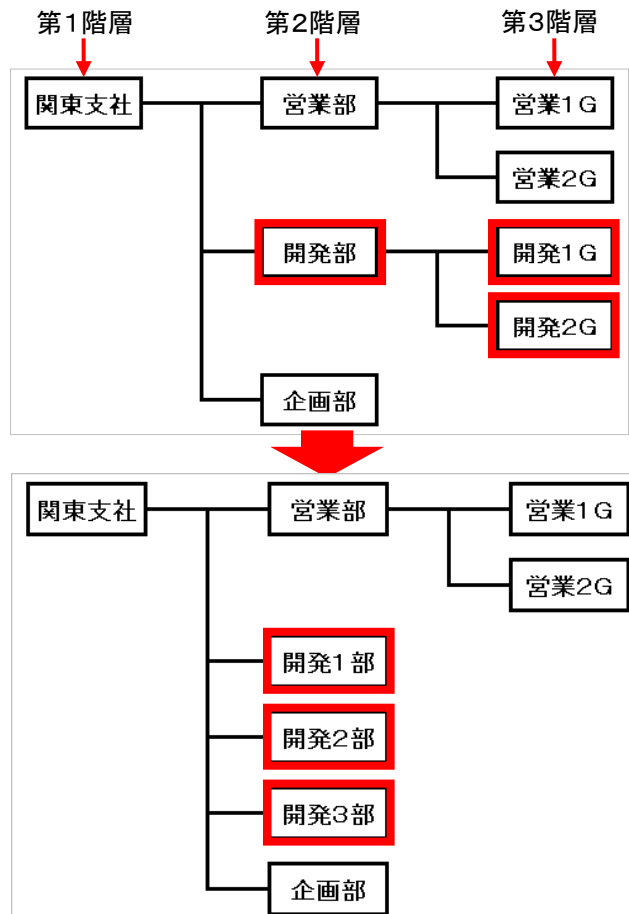 第1階層 第2階層 第3階層
関東支社 営業部 営業1G
営業2G
開発部 開発1G
開発2G
企画部
関東支社 営業部 営業1G
営業2G
開発1部
開発2部
開発3部
企画部